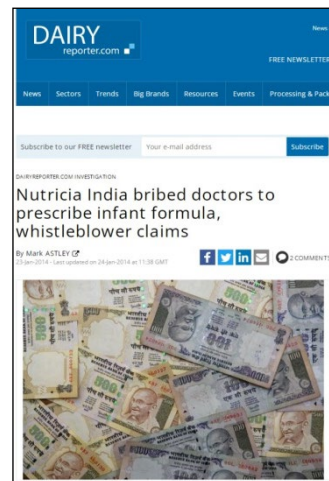 DAIRY
reporter.com
News
FREE NEWSLETTER
News Sectors Trends Big Brands Resources Events Processing & Pack
Subscribe to our FREE newsletter Your e-mail address Subscribe
DAIRYREPORTER.COM INVESTIGATION
Nutricia India bribed doctors to
prescribe infant formula,
whistleblower claims
By Mark ASTLEY
23-Jan-2014 - Last updated on 24-Jan-2014 at 11:38 GMT
2 COMMENTS
500
100